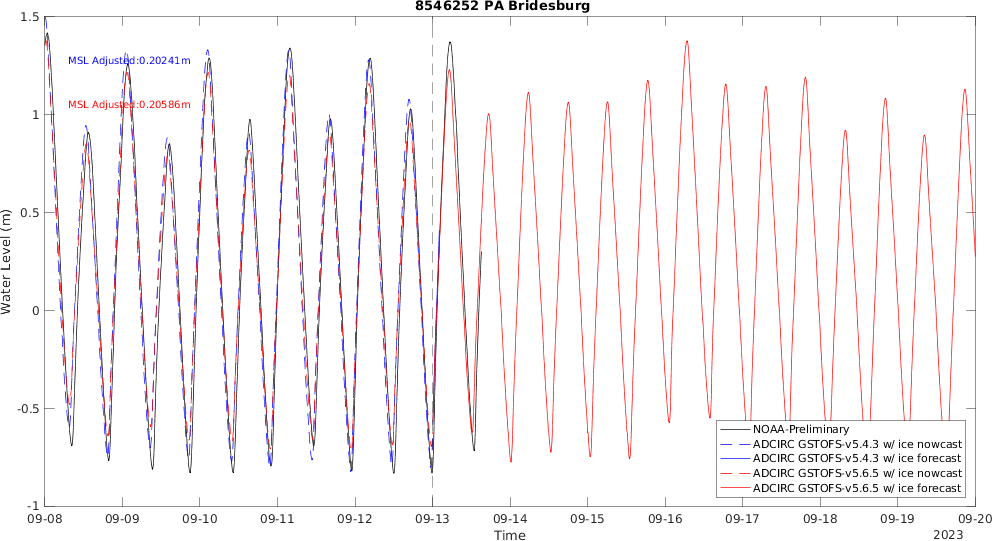 8546252 PA Bridesburg
MSL Adjusted:0.20241m
MSL Adjusted:0.20586m
Water Level (m)
1.5
1
0.5
0
-0.5
-1
NOAA-Preliminary
ADCIRC GSTOFS-v5.4.3 w/ ice nowcast
ADCIRC GSTOFS-v5.4.3 w/ ice forecast
ADCIRC GSTOFS-v5.6.5 w/ ice nowcast
ADCIRC GSTOFS-v5.6.5 w/ ice forecast
09-08 09-09 09-10 09-11 09-12 09-13 09-14 09-15 09-16 09-17 09-18 09-19 09-20
Time
2023